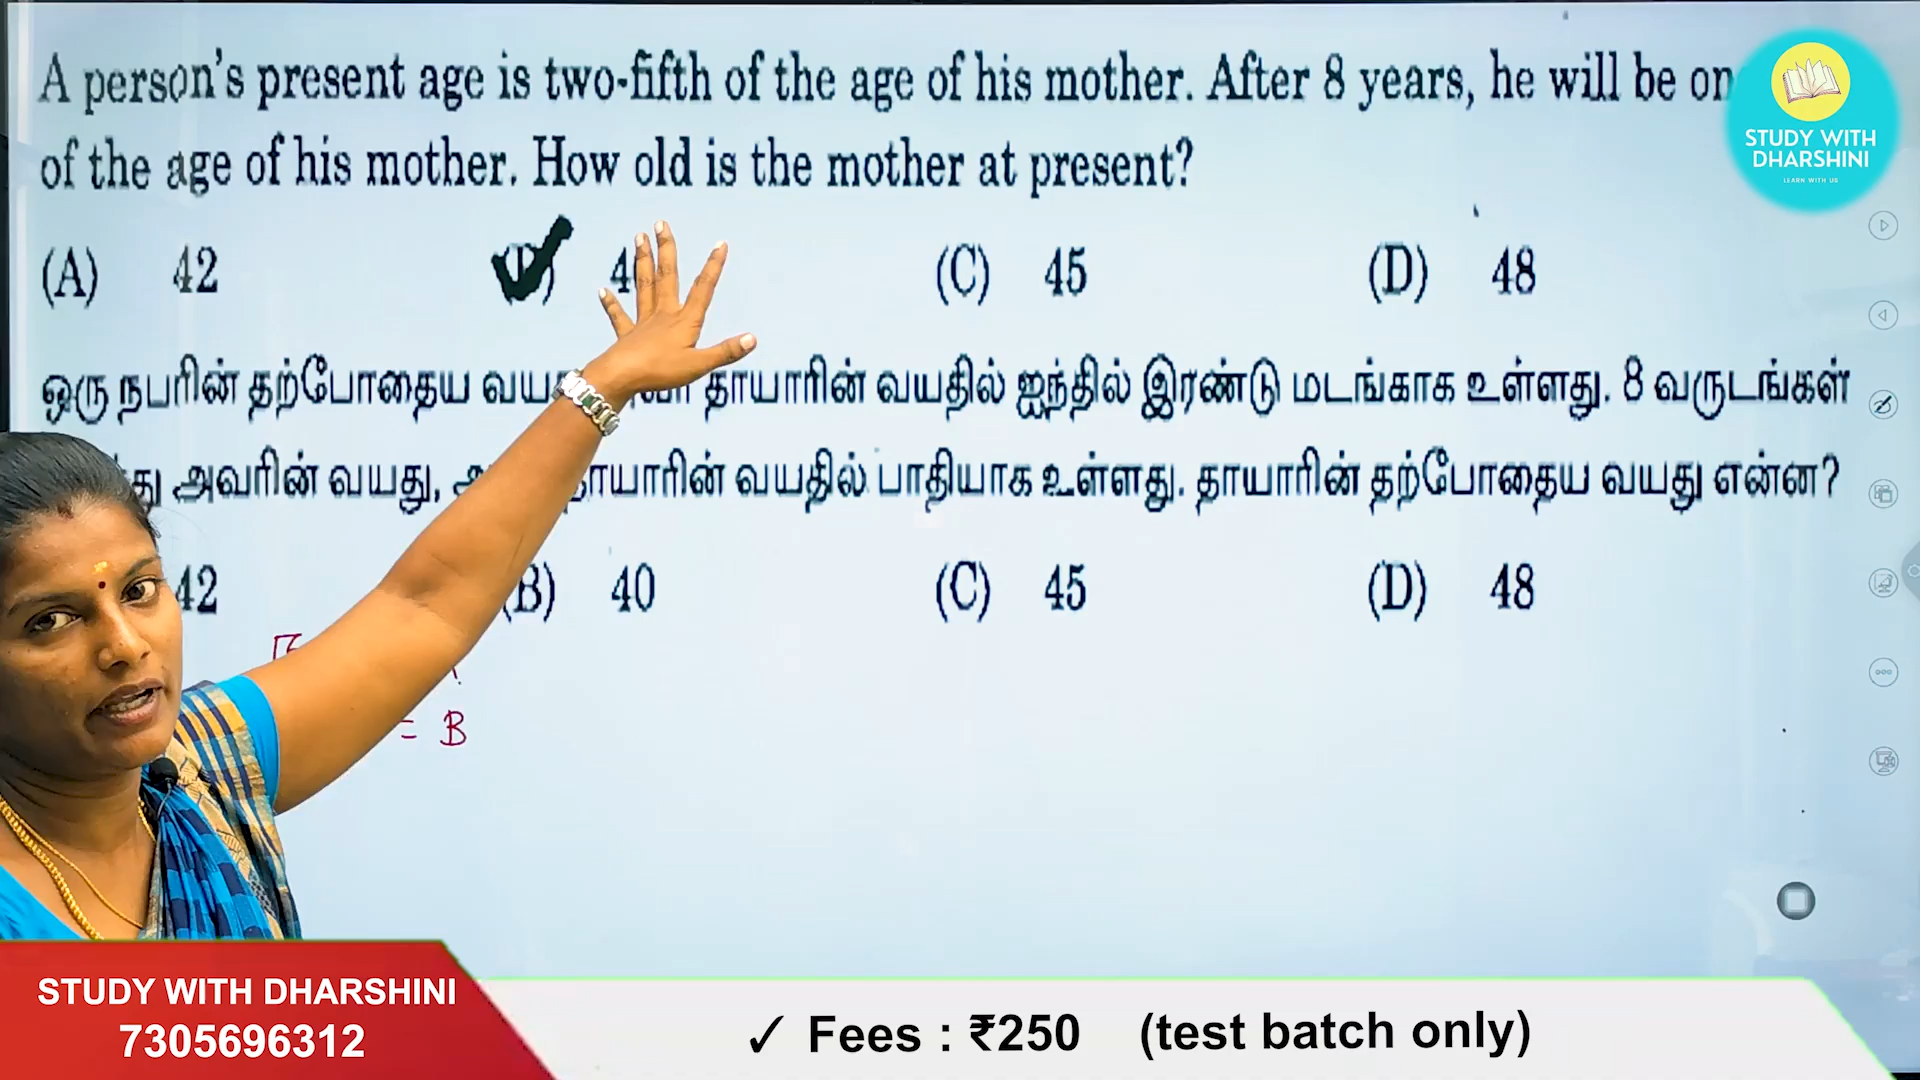 A person's present age is two-fifth of the age of his mother. After 8 years, he will be
of the age of his mother. How old is the mother at present?
(A) 42 (C) 45 (D) 48
ஒரு நபரின் தற்போதைய தாயாரின் வயதில் ஐந்தில் இரண்டு மடங்காக உள்ளது. 8 வருடங்கள்
அவரின் வயது, வயதில் பாதியாக உள்ளது. தாயாரின் தற்போதைய வயது என்ன?
42 (B) 40 (C) 45 (D) 48
= B
STUDY WITH
DHARSHINI
LEARN WITH US
STUDY WITH DHARSHINI
7305696312
✓ Fees : ₹250 (test batch only)